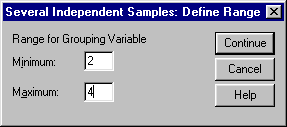 Several Independent Samples: Define Range
Range for Grouping Variable
Minimum: 2
Maximum: 4
Continue
Cancel
Help